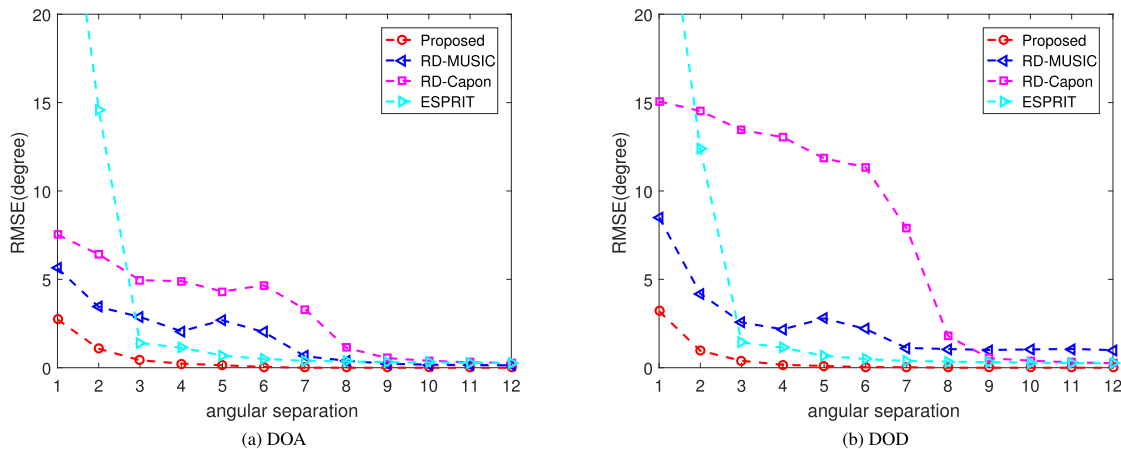 20
15
10
5
0
RMSE(degree)
1 2 3 4 5 6 7 8 9 10 11 12
angular separation
Proposed
RD-MUSIC
RD-Capon
ESPRIT
(a) DOA
20
15
10
5
0
RMSE(degree)
1 2 3 4 5 6 7 8 9 10 11 12
angular separation
Proposed
RD-MUSIC
RD-Capon
ESPRIT
(b) DOD